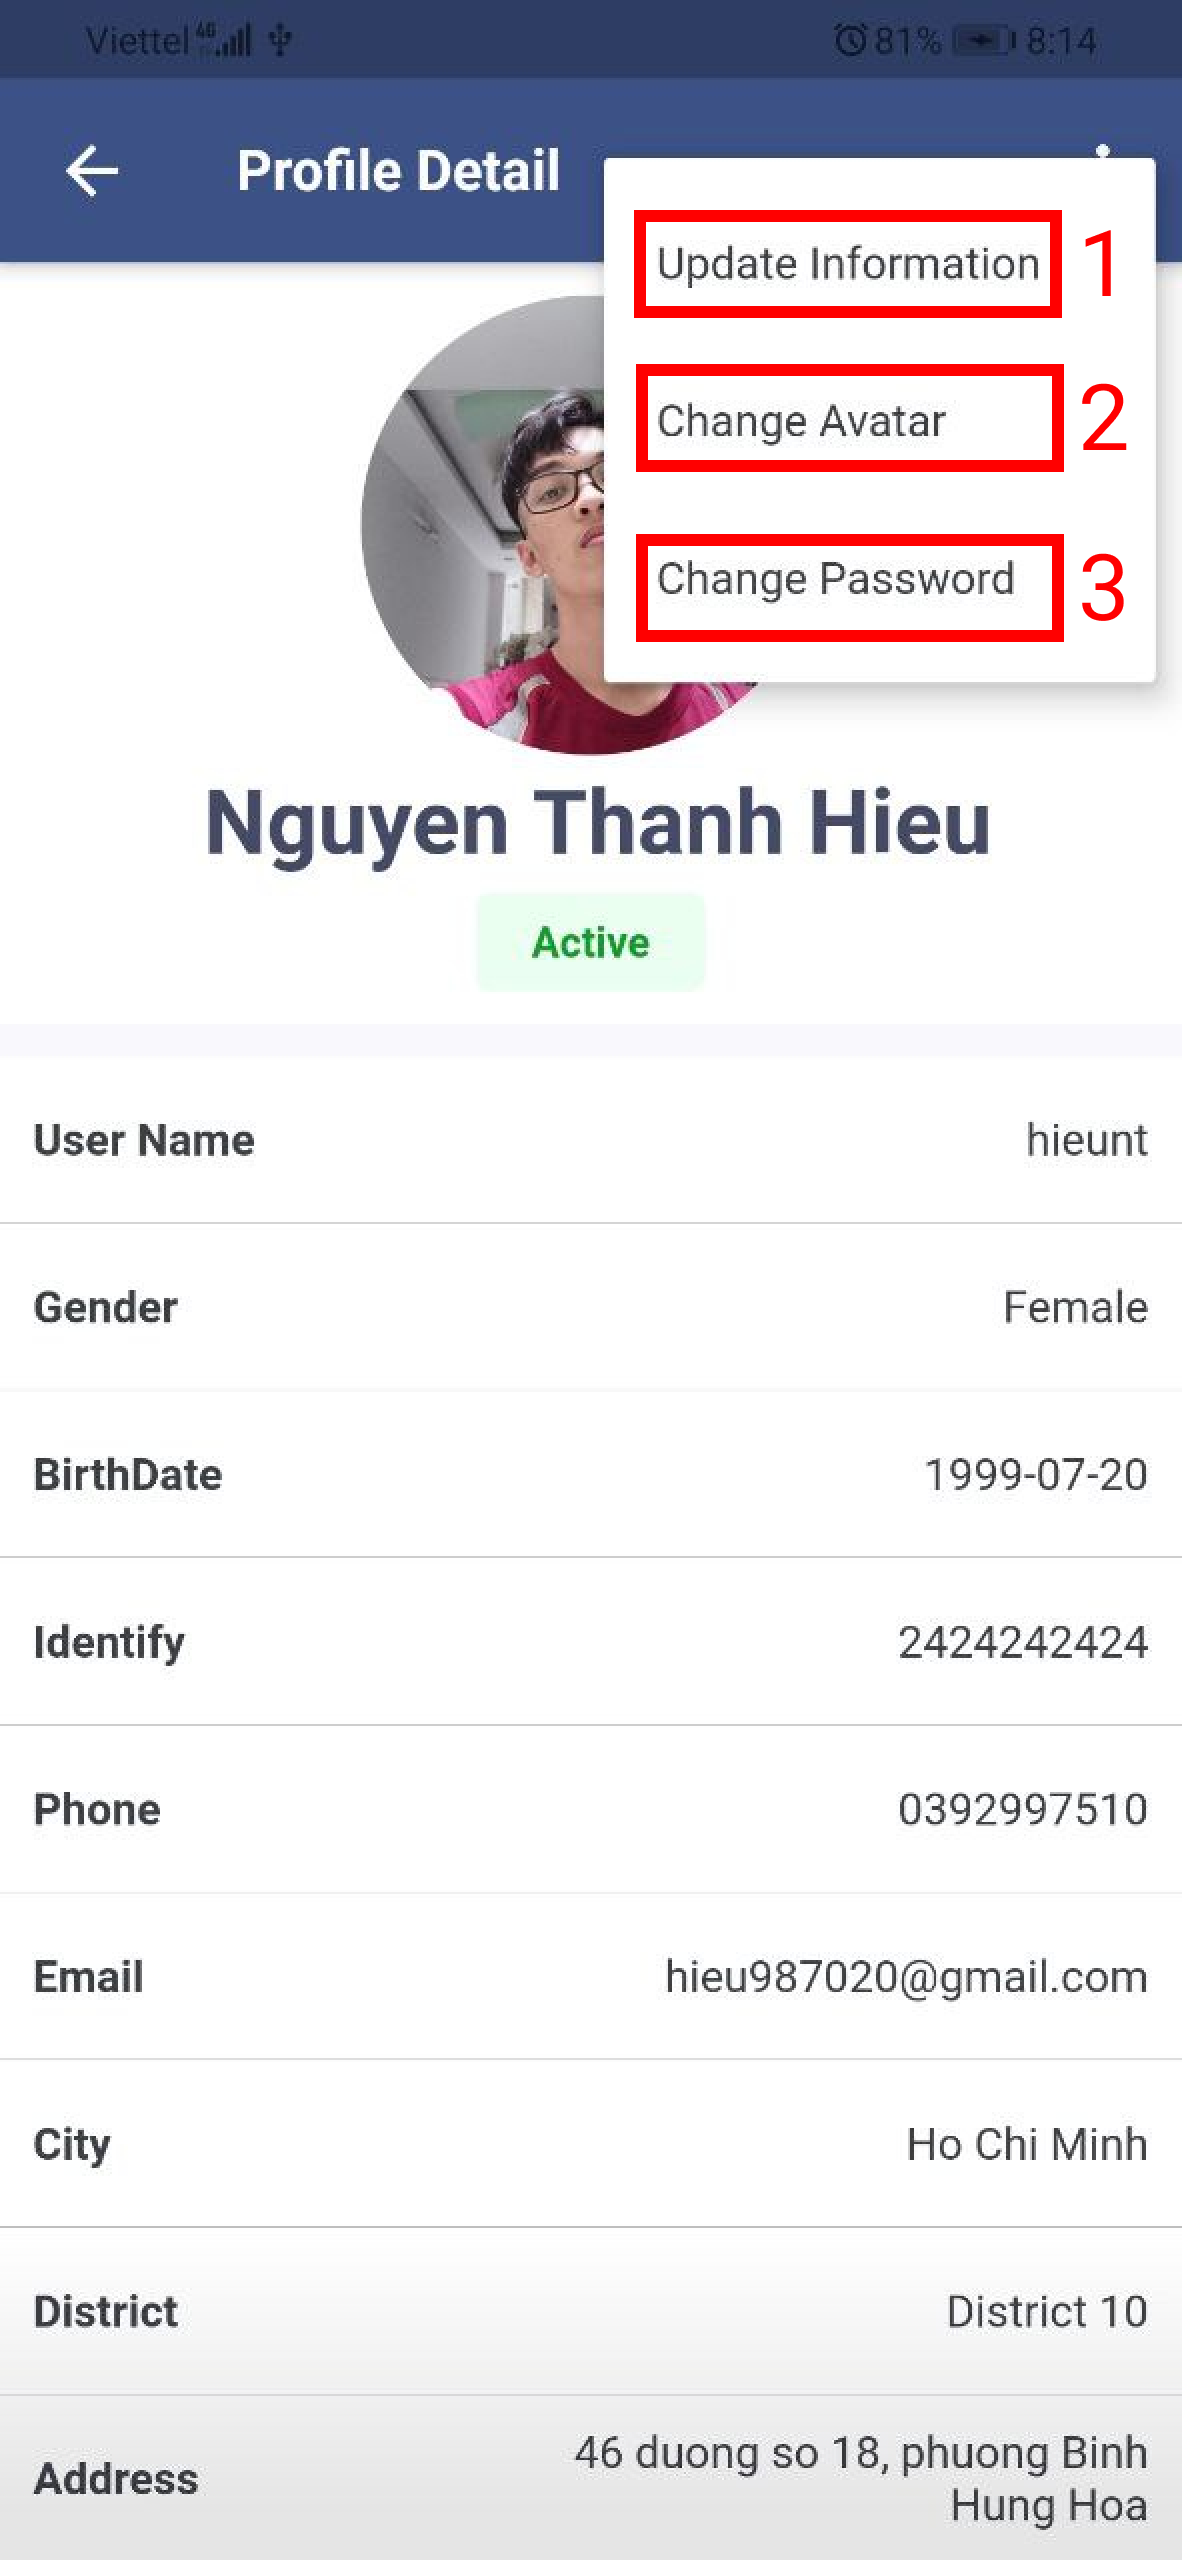 Viettel 4G 81% 8:14
Profile Detail
Update Information 1
Change Avatar 2
Change Password 3
Nguyen Thanh Hieu
Active
User Name hieunt
Gender Female
BirthDate 1999-07-20
Identify 2424242424
Phone 0392997510
Email hieu987020@gmail.com
City Ho Chi Minh
District District 10
Address 46 duong so 18, phuong Binh
Hung Hoa